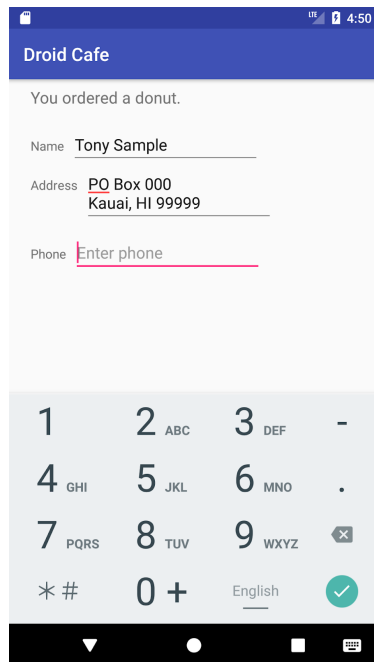 LTE 4:50
Droid Cafe
You ordered a donut.
Name Tony Sample
Address PO Box 000
Kauai, HI 99999
Phone Enter phone
1 2 ABC 3 DEF -
4 GHI 5 JKL 6 MNO .
7 PQRS 8 TUV 9 WXYZ
*# 0 + English